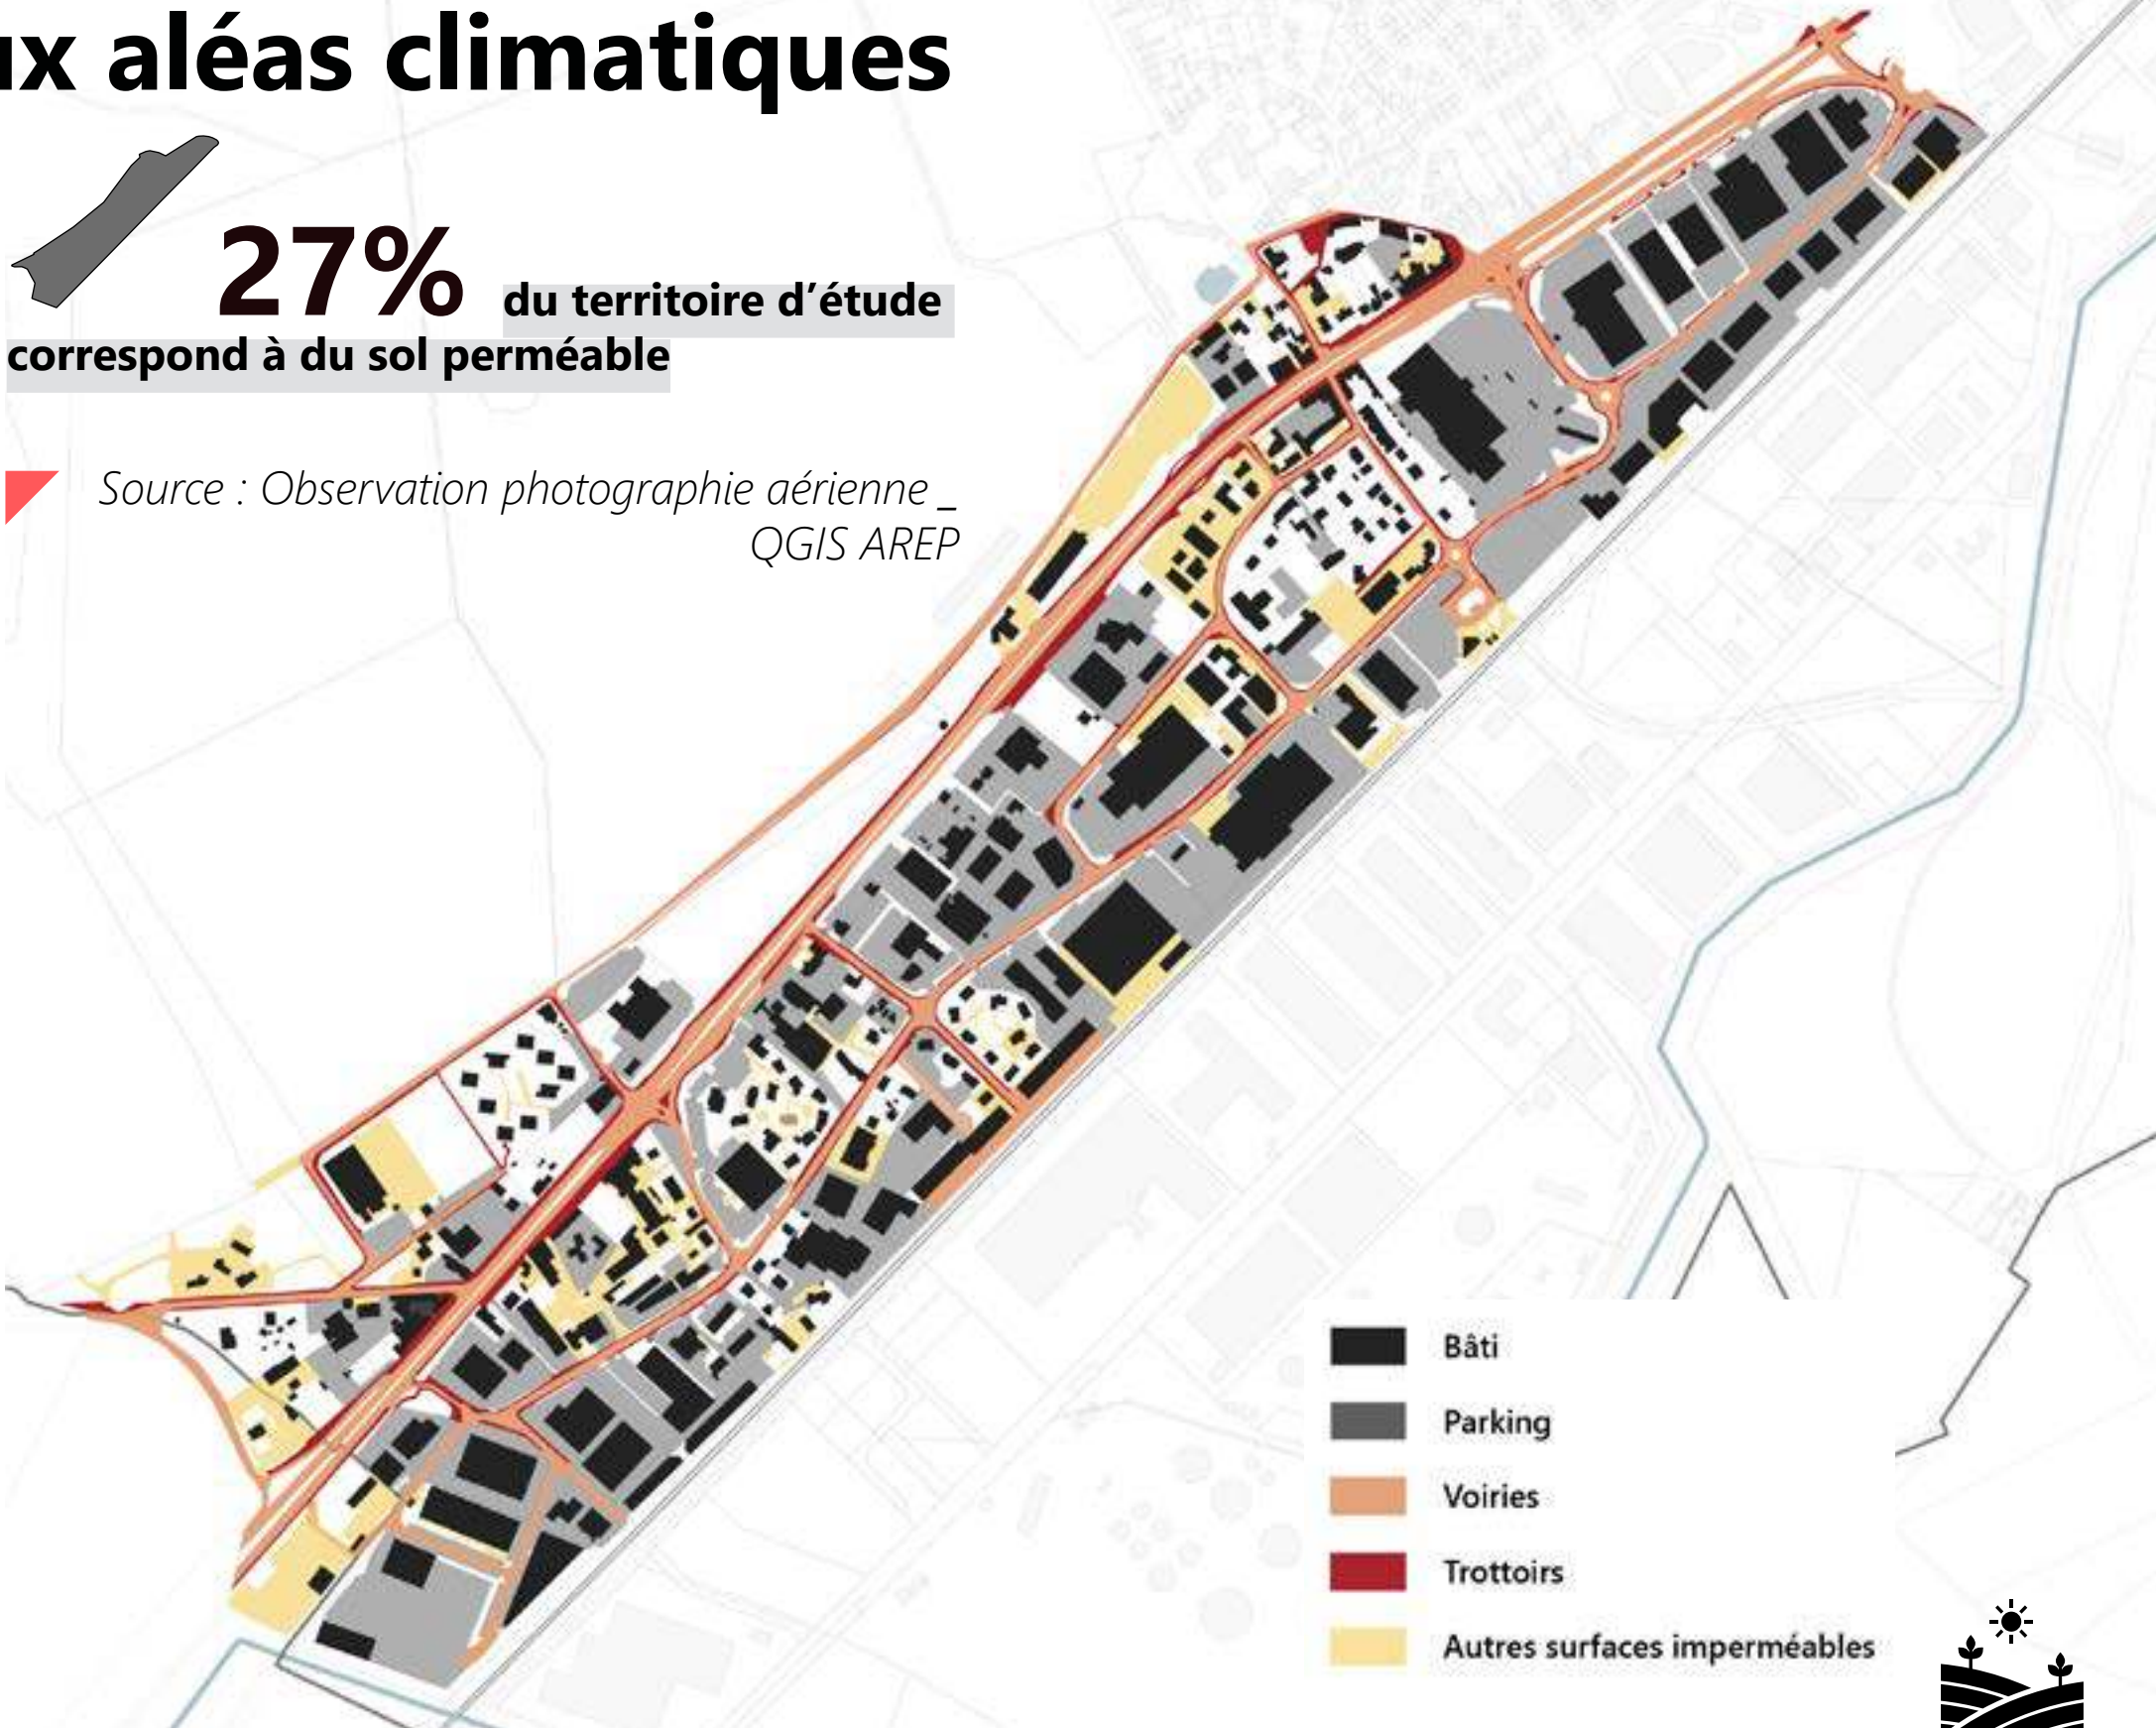 ux aléas climatiques
27% du territoire d’étude
correspond à du sol perméable
Source : Observation photographie aérienne _
QGIS AREP
Bâti
Parking
Voiries
Trottoirs
Autres surfaces imperméables